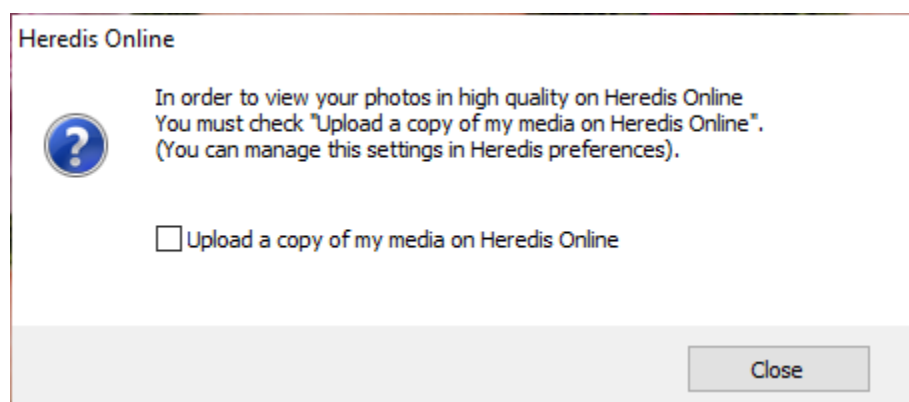 Heredis Online
In order to view your photos in high quality on Heredis Online
You must check "Upload a copy of my media on Heredis Online".
(You can manage this settings in Heredis preferences).
Upload a copy of my media on Heredis Online
Close